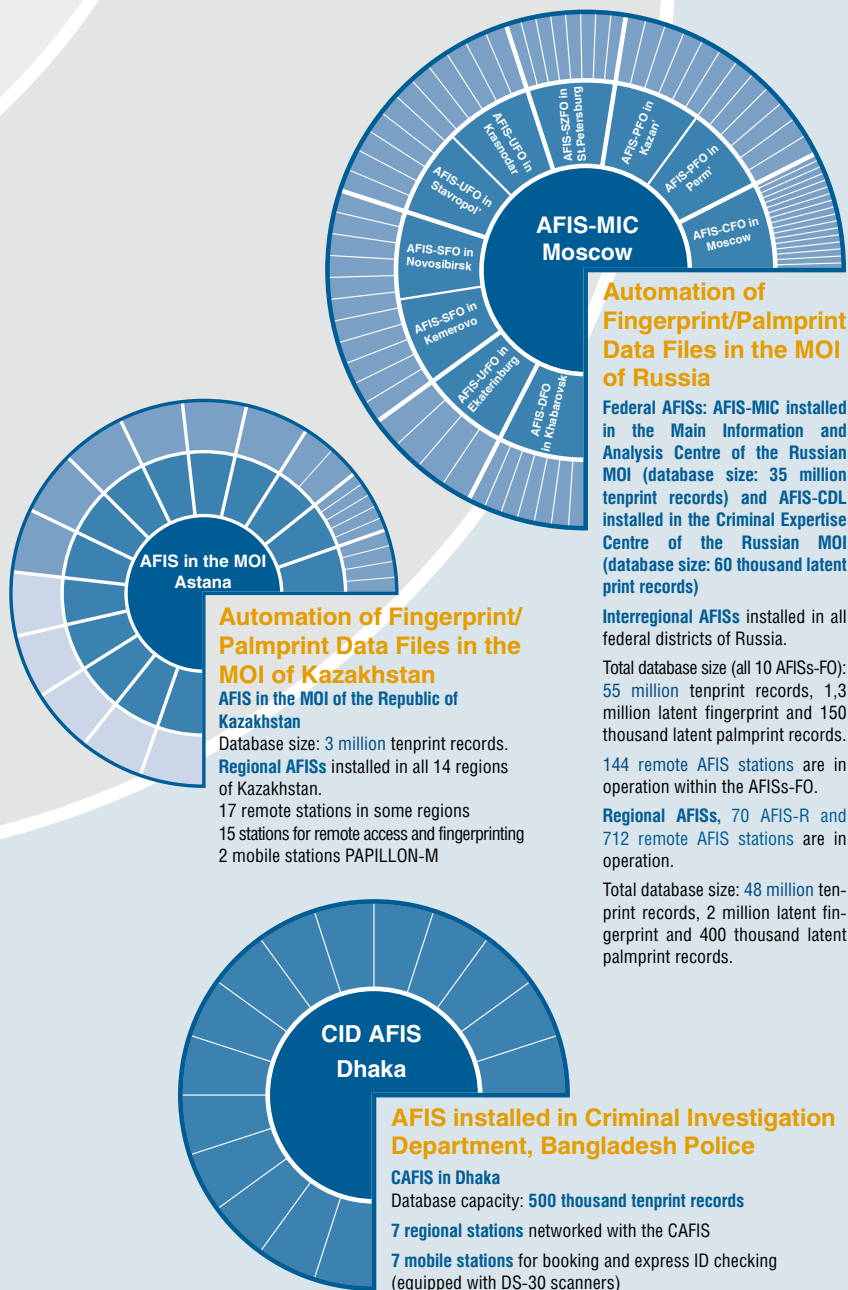 AFIS-SZFO in
St.Petersburg
AFIS-PFO in
Kazan'
AFIS-PFO in
Perm'
AFIS-CFO in
Moscow
AFIS-UFO in
Krasnodar
AFIS-UFO in
Stavropol'
AFIS-SFO in
Novosibirsk
AFIS-SFO in
Kemerovo
AFIS-UrFO in
Ekaterinburg
AFIS-DFO
in Khabarovsk
AFIS-MIC
Moscow
Automation of
Fingerprint/Palmprint
Data Files in the MOI
of Russia
Federal AFISs: AFIS-MIC installed
in the Main Information and
Analysis Centre of the Russian
MOI (database size: 35 million
tenprint records) and AFIS-CDL
installed in the Criminal Expertise
Centre of the Russian MOI
(database size: 60 thousand latent
print records)
Interregional AFISs installed in all
federal districts of Russia.
Total database size (all 10 AFISs-FO):
55 million tenprint records, 1,3
million latent fingerprint and 150
thousand latent palmprint records.
144 remote AFIS stations are in
operation within the AFISs-FO.
Regional AFISs, 70 AFIS-R and
712 remote AFIS stations are in
operation.
Total database size: 48 million ten-
print records, 2 million latent fin-
gerprint and 400 thousand latent
palmprint records.
AFIS in the MOI
Astana
Automation of Fingerprint/
Palmprint Data Files in the
MOI of Kazakhstan
AFIS in the MOI of the Republic of
Kazakhstan
Database size: 3 million tenprint records.
Regional AFISs installed in all 14 regions
of Kazakhstan.
17 remote stations in some regions
15 stations for remote access and fingerprinting
2 mobile stations PAPILLON-M
CID AFIS
Dhaka
AFIS installed in Criminal Investigation
Department, Bangladesh Police
CAFIS in Dhaka
Database capacity: 500 thousand tenprint records
7 regional stations networked with the CAFIS
7 mobile stations for booking and express ID checking
(equipped with DS-30 scanners)